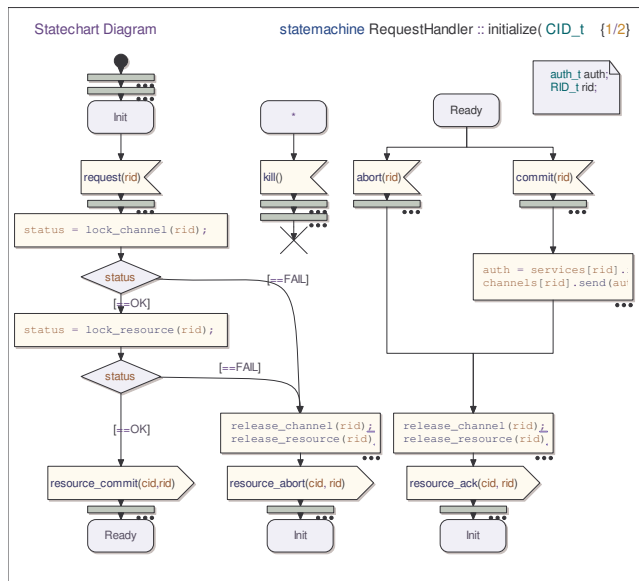 Statechart Diagram
statemachine RequestHandler :: initialize( CID_t {1/2}
auth_t auth;
RID_t rid;
Init
*
Ready
request(rid)
kill()
abort(rid)
commit(rid)
status = lock_channel(rid);
status
[==FAIL]
[==OK]
auth = services[rid].
channels[rid].send(aut
status = lock_resource(rid);
status
[==FAIL]
[==OK]
release_channel(rid);
release_resource(rid)
release_channel(rid);
release_resource(rid)
resource_commit(cid,rid)
resource_abort(cid, rid)
resource_ack(cid, rid)
Ready
Init
Init